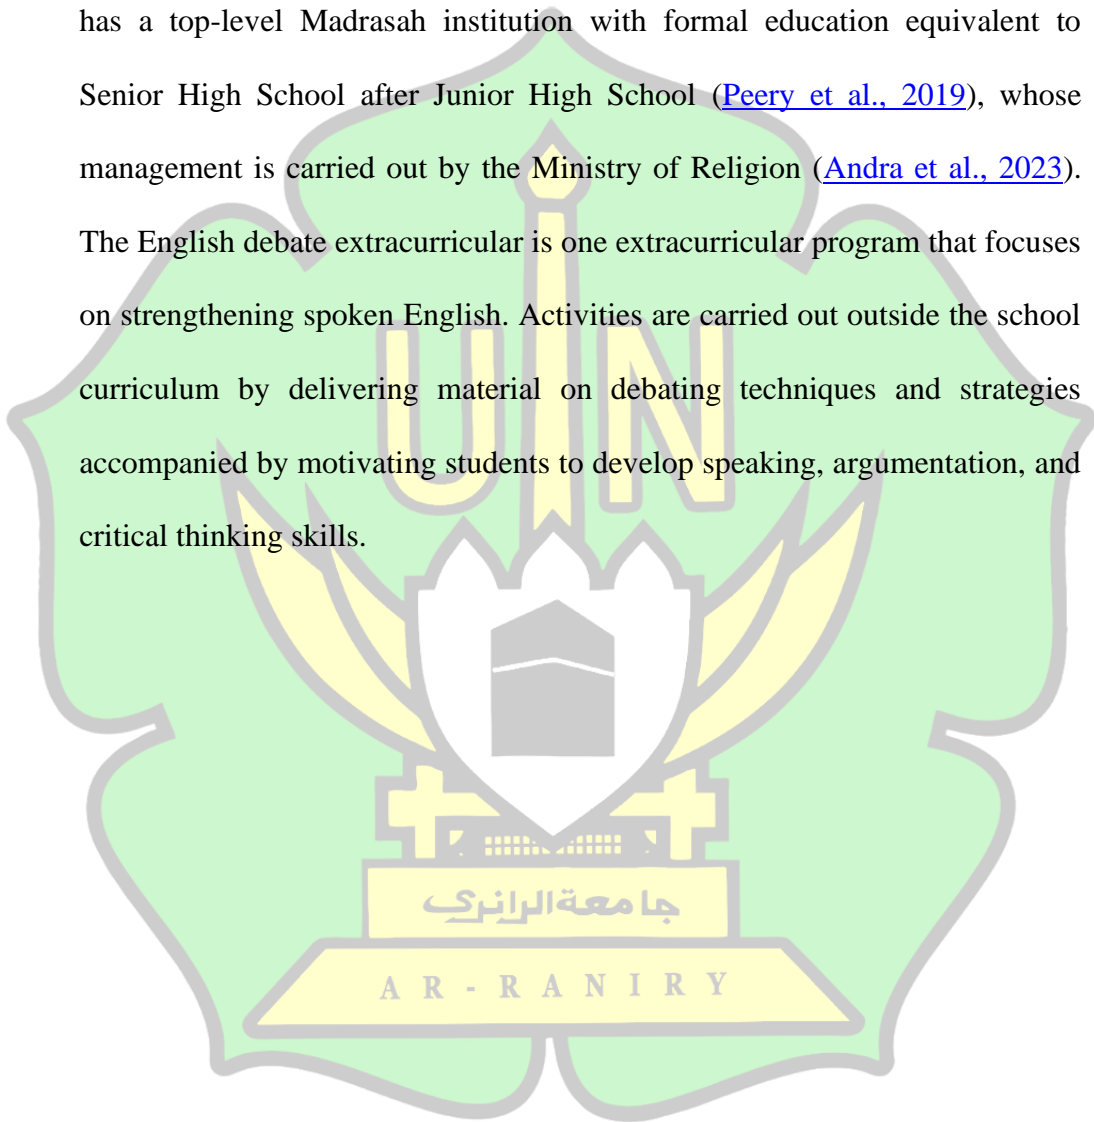 has a top-level Madrasah institution with formal education equivalent to
Senior High School after Junior High School (Peery et al., 2019), whose
management is carried out by the Ministry of Religion (Andra et al., 2023).
The English debate extracurricular is one extracurricular program that focuses
on strengthening spoken English. Activities are carried out outside the school
curriculum by delivering material on debating techniques and strategies
accompanied by motivating students to develop speaking, argumentation, and
critical thinking skills.
UIN
جامعة الرانري
AR-RANIRY